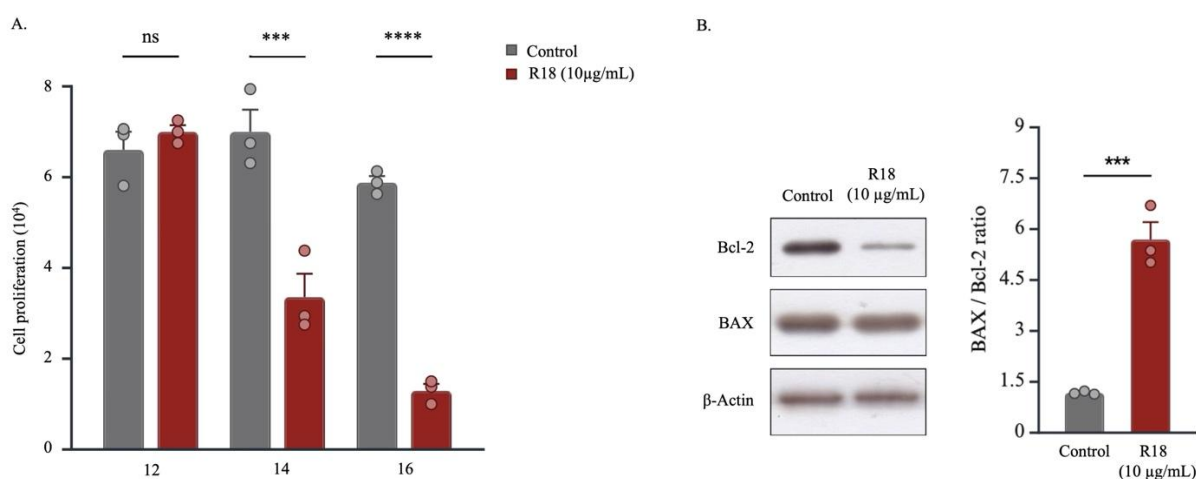 A.
ns
***
****
Control
R18 (10µg/mL)
8
6
4
2
0
Cell proliferation (10⁴)
12
14
16
B.
Control
R18
(10 µg/mL)
Bcl-2
BAX
β-Actin
9
7.5
6
4.5
3
1.5
0
BAX / Bcl-2 ratio
***
Control
R18
(10 µg/mL)